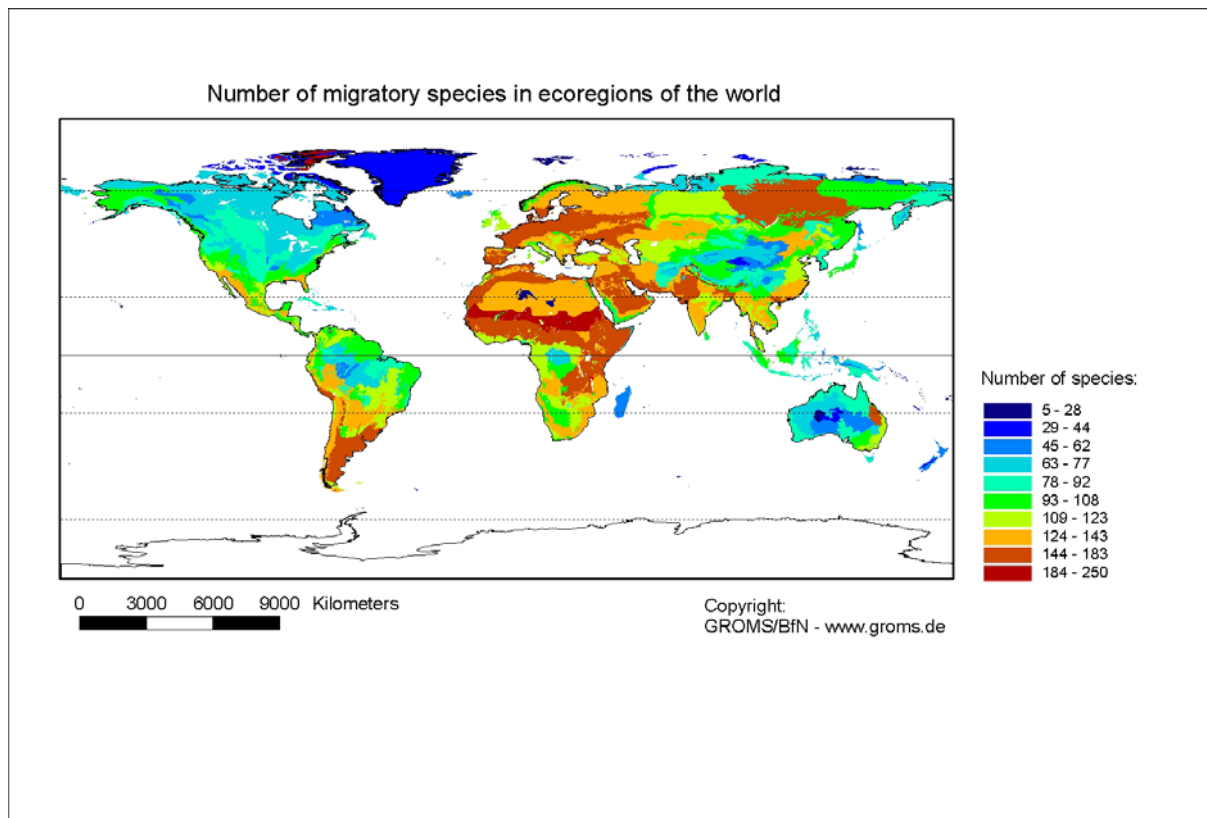 Number of migratory species in ecoregions of the world
Number of species:
5 - 28
29 - 44
45 - 62
63 - 77
78 - 92
93 - 108
109 - 123
124 - 143
144 - 183
184 - 250
0 3000 6000 9000 Kilometers
Copyright:
GROMS/BfN - www.groms.de